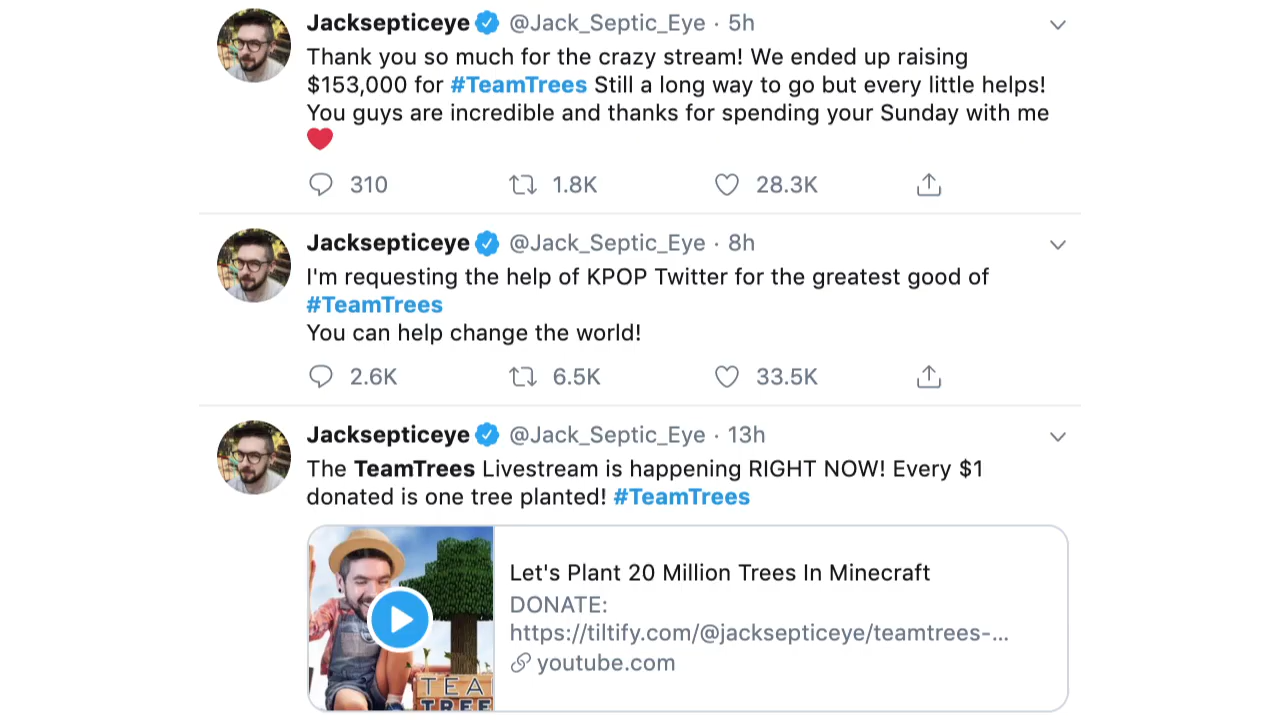 Jacksepticeye @Jack_Septic_Eye · 5h
Thank you so much for the crazy stream! We ended up raising
$153,000 for #TeamTrees Still a long way to go but every little helps!
You guys are incredible and thanks for spending your Sunday with me
❤️
310 1.8K 28.3K
Jacksepticeye @Jack_Septic_Eye · 8h
I'm requesting the help of KPOP Twitter for the greatest good of
#TeamTrees
You can help change the world!
2.6K 6.5K 33.5K
Jacksepticeye @Jack_Septic_Eye · 13h
The TeamTrees Livestream is happening RIGHT NOW! Every $1
donated is one tree planted! #TeamTrees
Let's Plant 20 Million Trees In Minecraft
DONATE:
https://tiltify.com/@jacksepticeye/teamtrees-...
youtube.com
TEA
TREE